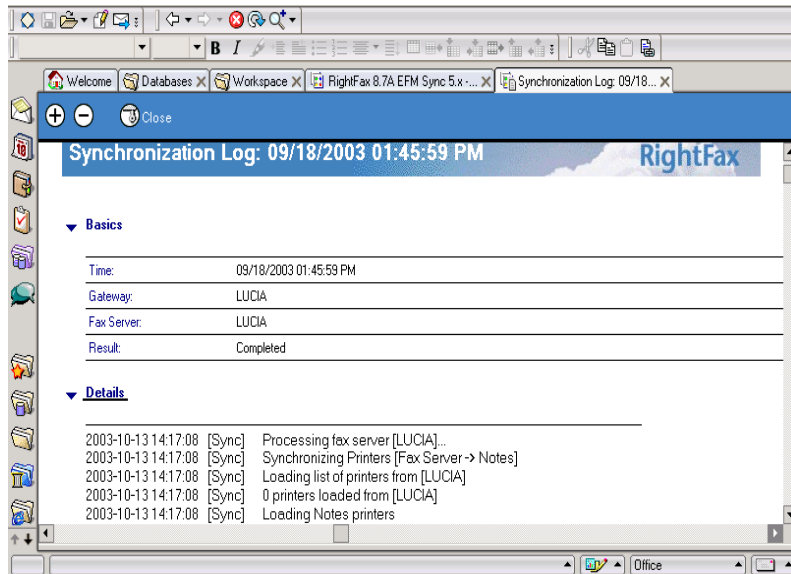 B I
Welcome Databases Workspace RightFax 8.7A EFM Sync 5.x -... Synchronization Log: 09/18...
18
Close
Synchronization Log: 09/18/2003 01:45:59 PM
RightFax
Basics
Time: 09/18/2003 01:45:59 PM
Gateway: LUCIA
Fax Server: LUCIA
Result: Completed
Details
2003-10-13 14:17:08 [Sync] Processing fax server [LUCIA]...
2003-10-13 14:17:08 [Sync] Synchronizing Printers [Fax Server -> Notes]
2003-10-13 14:17:08 [Sync] Loading list of printers from [LUCIA]
2003-10-13 14:17:08 [Sync] 0 printers loaded from [LUCIA]
2003-10-13 14:17:08 [Sync] Loading Notes printers
Office